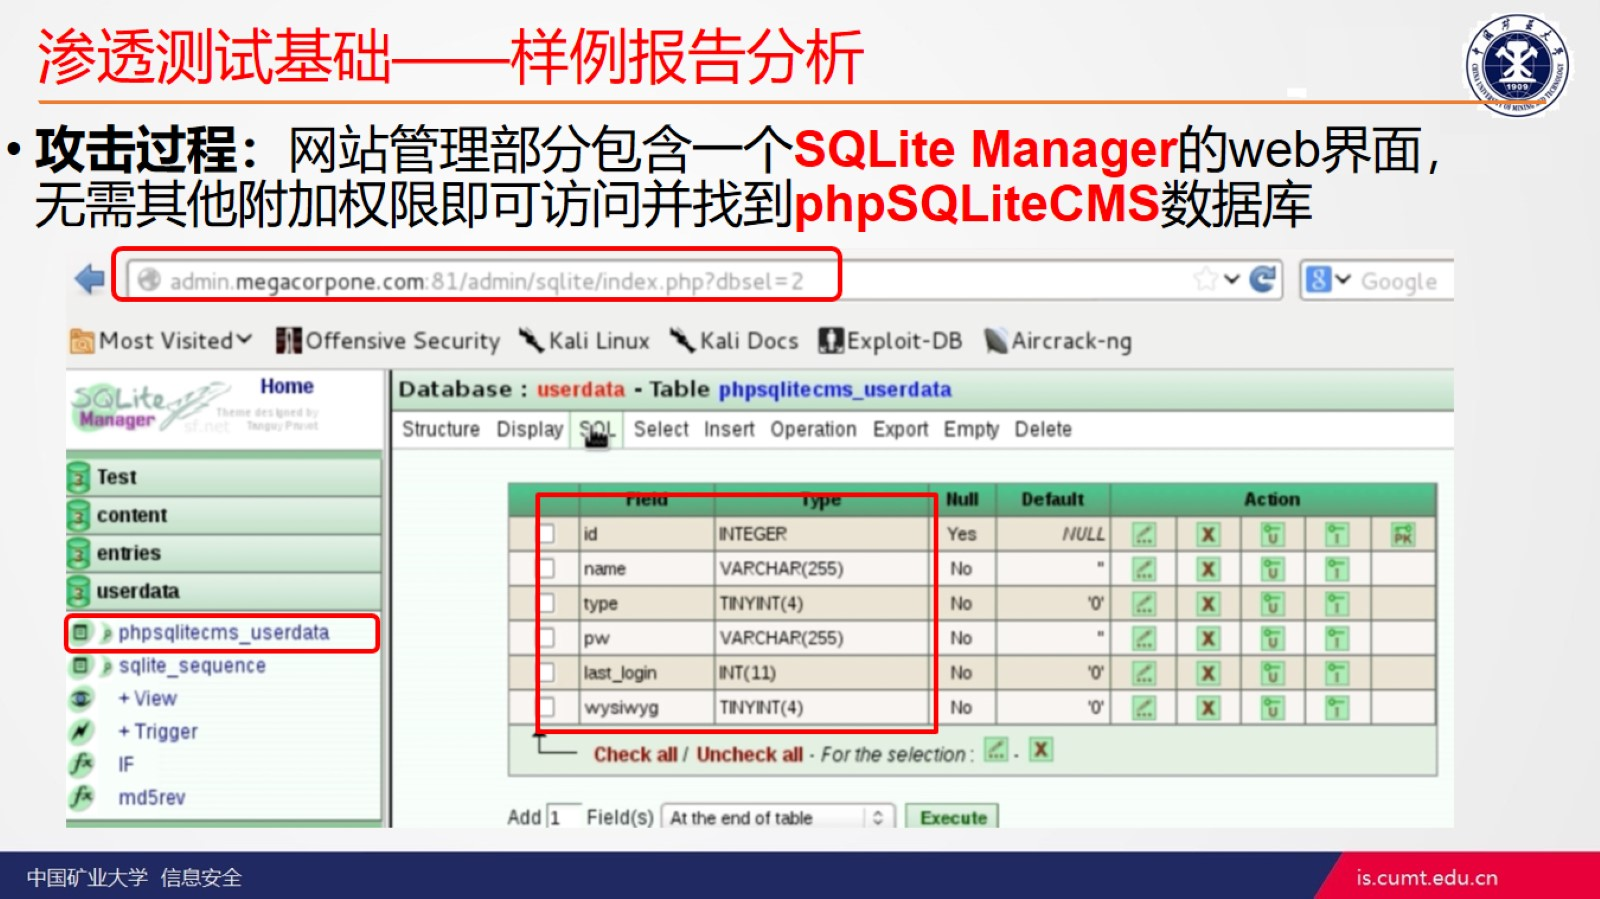 渗透测试基础——样例报告分析
• 攻击过程：网站管理部分包含一个SQLite Manager的web界面，
无需其他附加权限即可访问并找到phpSQLiteCMS数据库
admin.megacorpone.com:81/admin/sqlite/index.php?dbsel=2
Google
Most Visited
Offensive Security
Kali Linux
Kali Docs
Exploit-DB
Aircrack-ng
SQLite
Manager
Home
Theme designed by
sf.net
Test
content
entries
userdata
phpsqlitecms_userdata
sqlite_sequence
+ View
+ Trigger
IF
md5rev
Database : userdata - Table phpsqlitecms_userdata
Structure Display SQL Select Insert Operation Export Empty Delete
Field Type Null Default Action
id INTEGER Yes NULL PK
name VARCHAR(255) No ''
type TINYINT(4) No '0'
pw VARCHAR(255) No ''
last_login INT(11) No '0'
wysiwyg TINYINT(4) No '0'
Check all / Uncheck all - For the selection :  -
Add 1 Field(s) At the end of table Execute
中国矿业大学 信息安全
is.cumt.edu.cn
1909